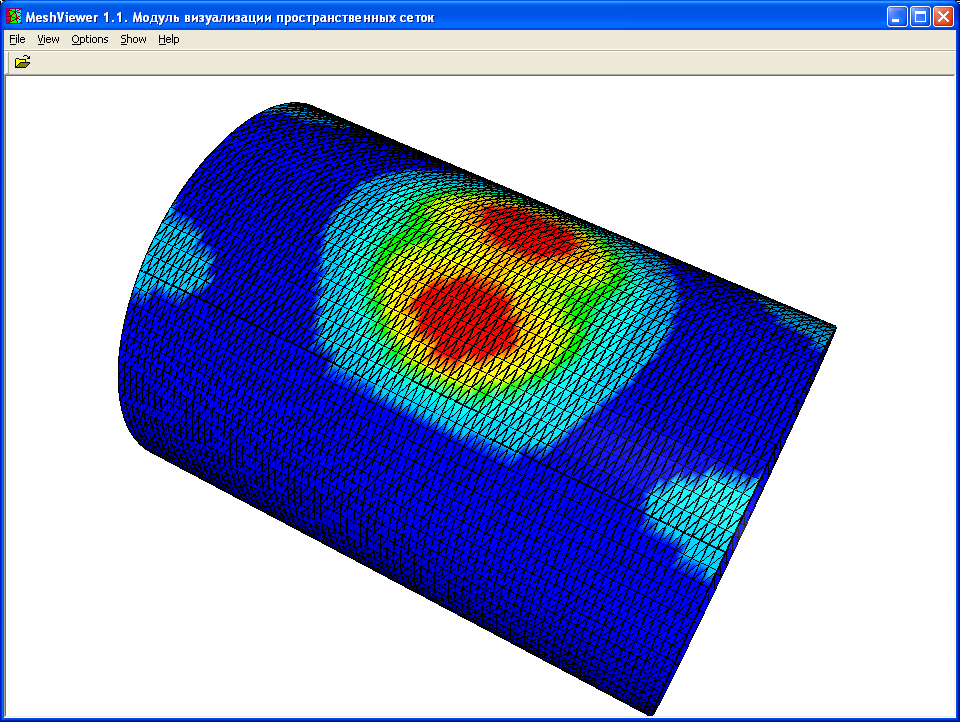 MeshViewer 1.1. Модуль визуализации пространственных сеток
File View Options Show Help